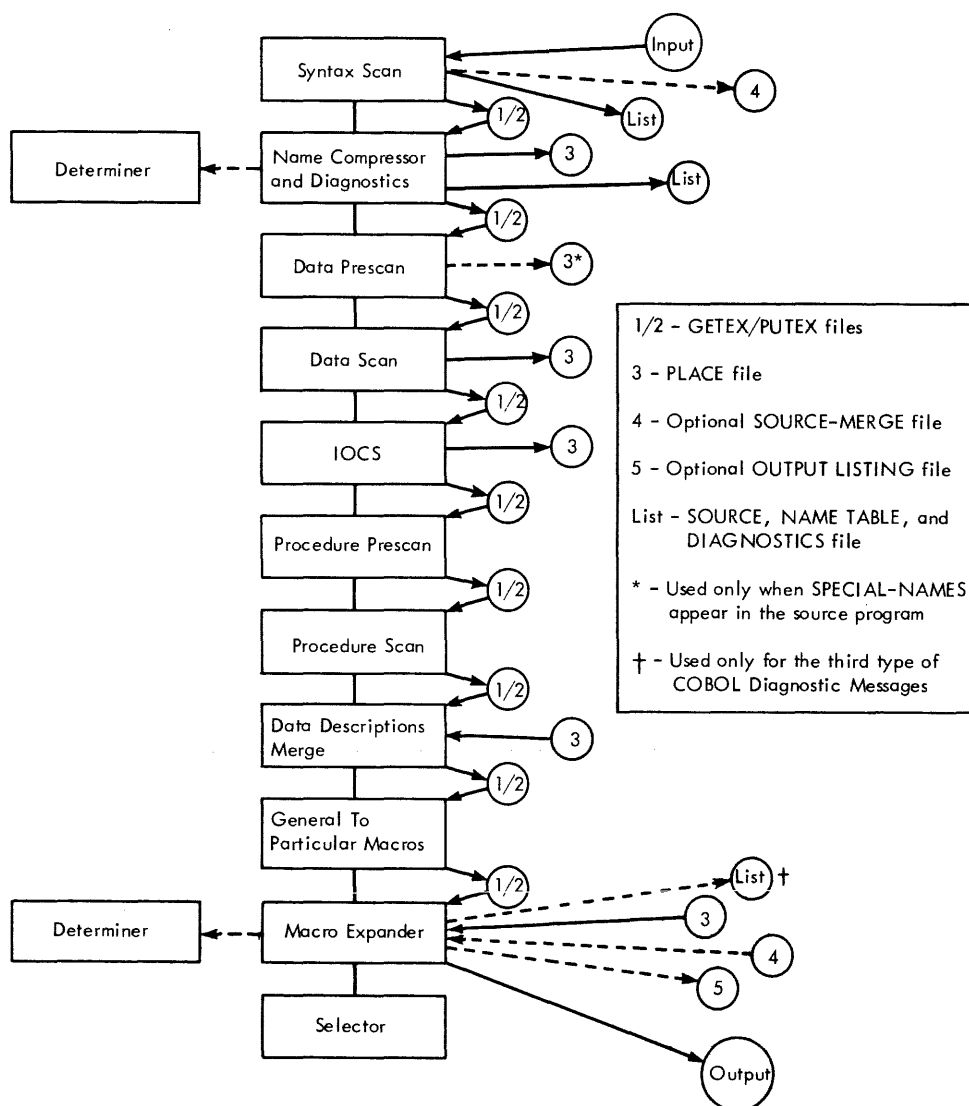 Input
Syntax Scan
4
List
1/2
Determiner
Name Compressor
and Diagnostics
3
List
1/2
Data Prescan
3*
1/2
Data Scan
3
1/2
IOCS
3
1/2
Procedure Prescan
1/2
Procedure Scan
1/2
Data Descriptions
Merge
3
1/2
General To
Particular Macros
1/2
List †
Determiner
Macro Expander
3
4
5
Selector
Output
1/2 - GETEX/PUTEX files
3 - PLACE file
4 - Optional SOURCE-MERGE file
5 - Optional OUTPUT LISTING file
List - SOURCE, NAME TABLE, and
DIAGNOSTICS file
* - Used only when SPECIAL-NAMES
appear in the source program
† - Used only for the third type of
COBOL Diagnostic Messages